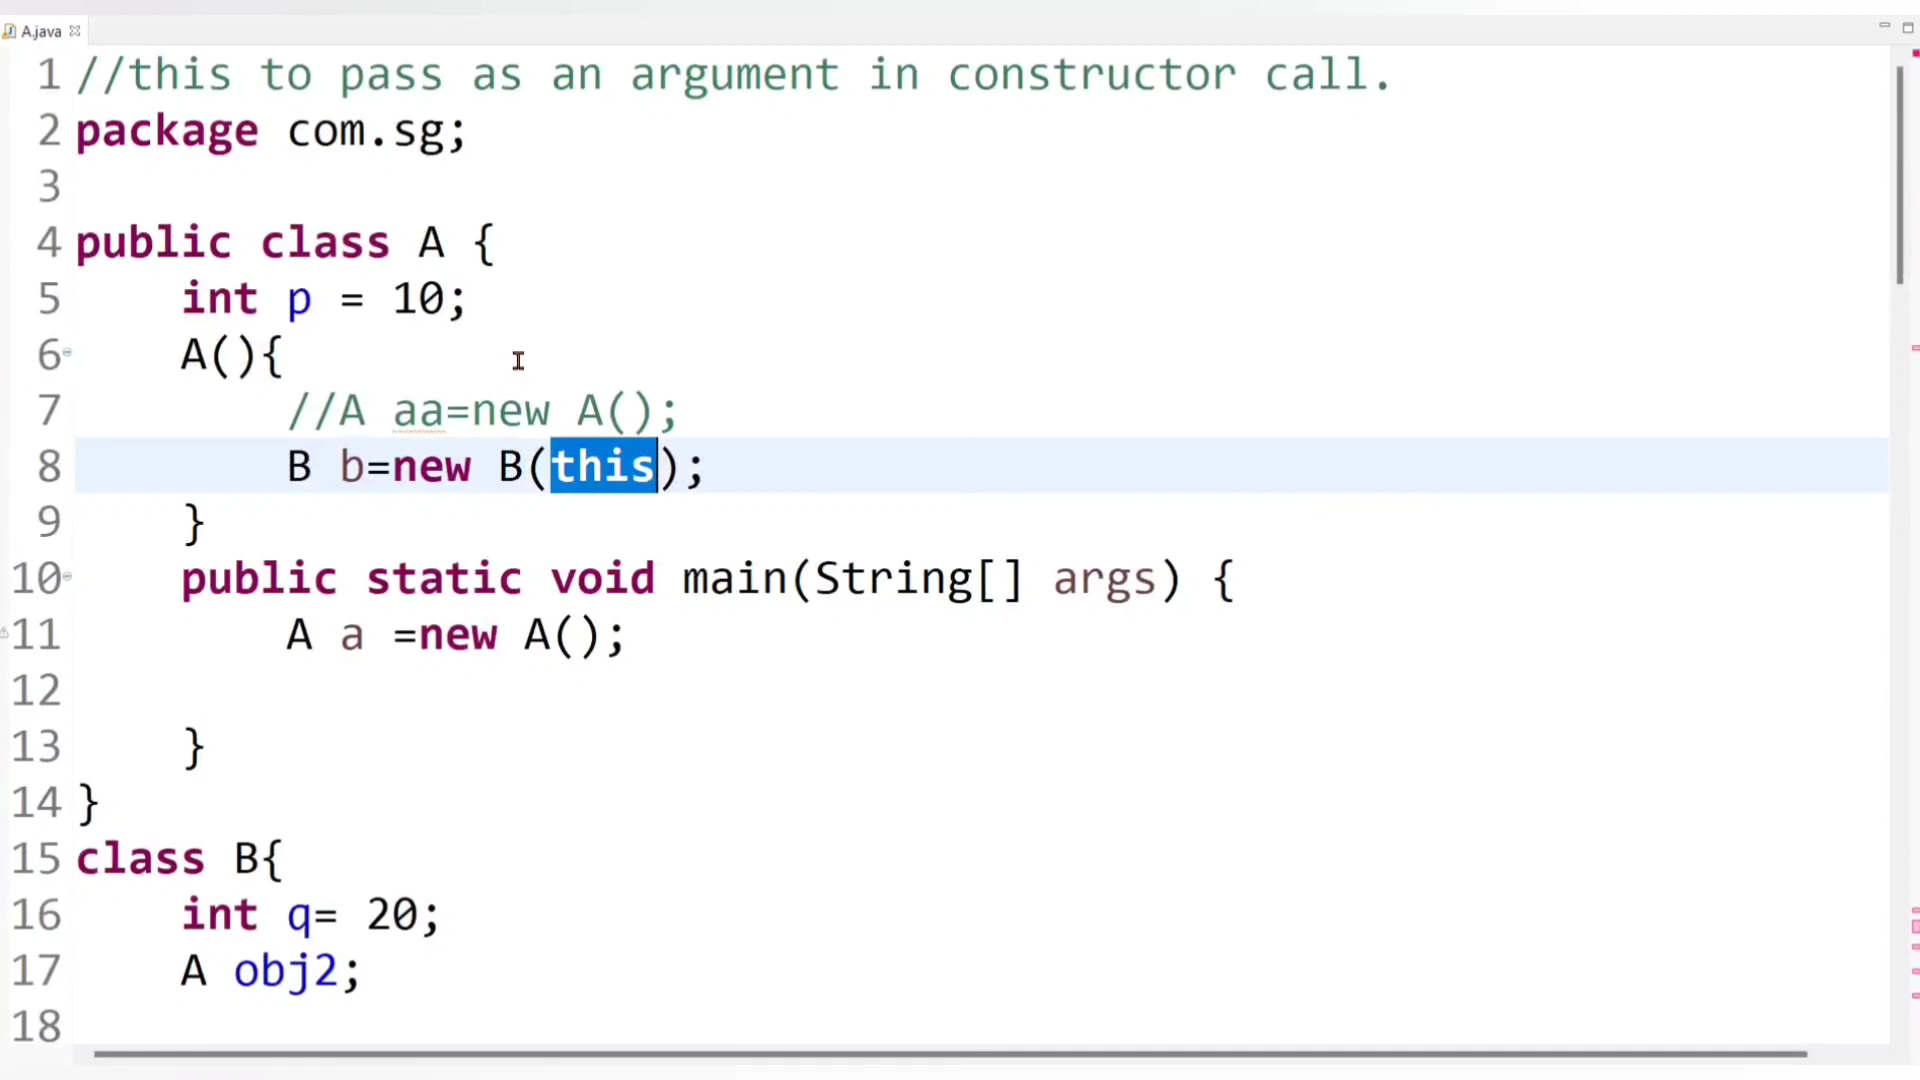 A.java
1 //this to pass as an argument in constructor call.
2 package com.sg;
3
4 public class A {
5 int p = 10;
6 A(){
7 //A aa=new A();
8 B b=new B(this);
9 }
10 public static void main(String[] args) {
11 A a =new A();
12
13 }
14 }
15 class B{
16 int q= 20;
17 A obj2;
18